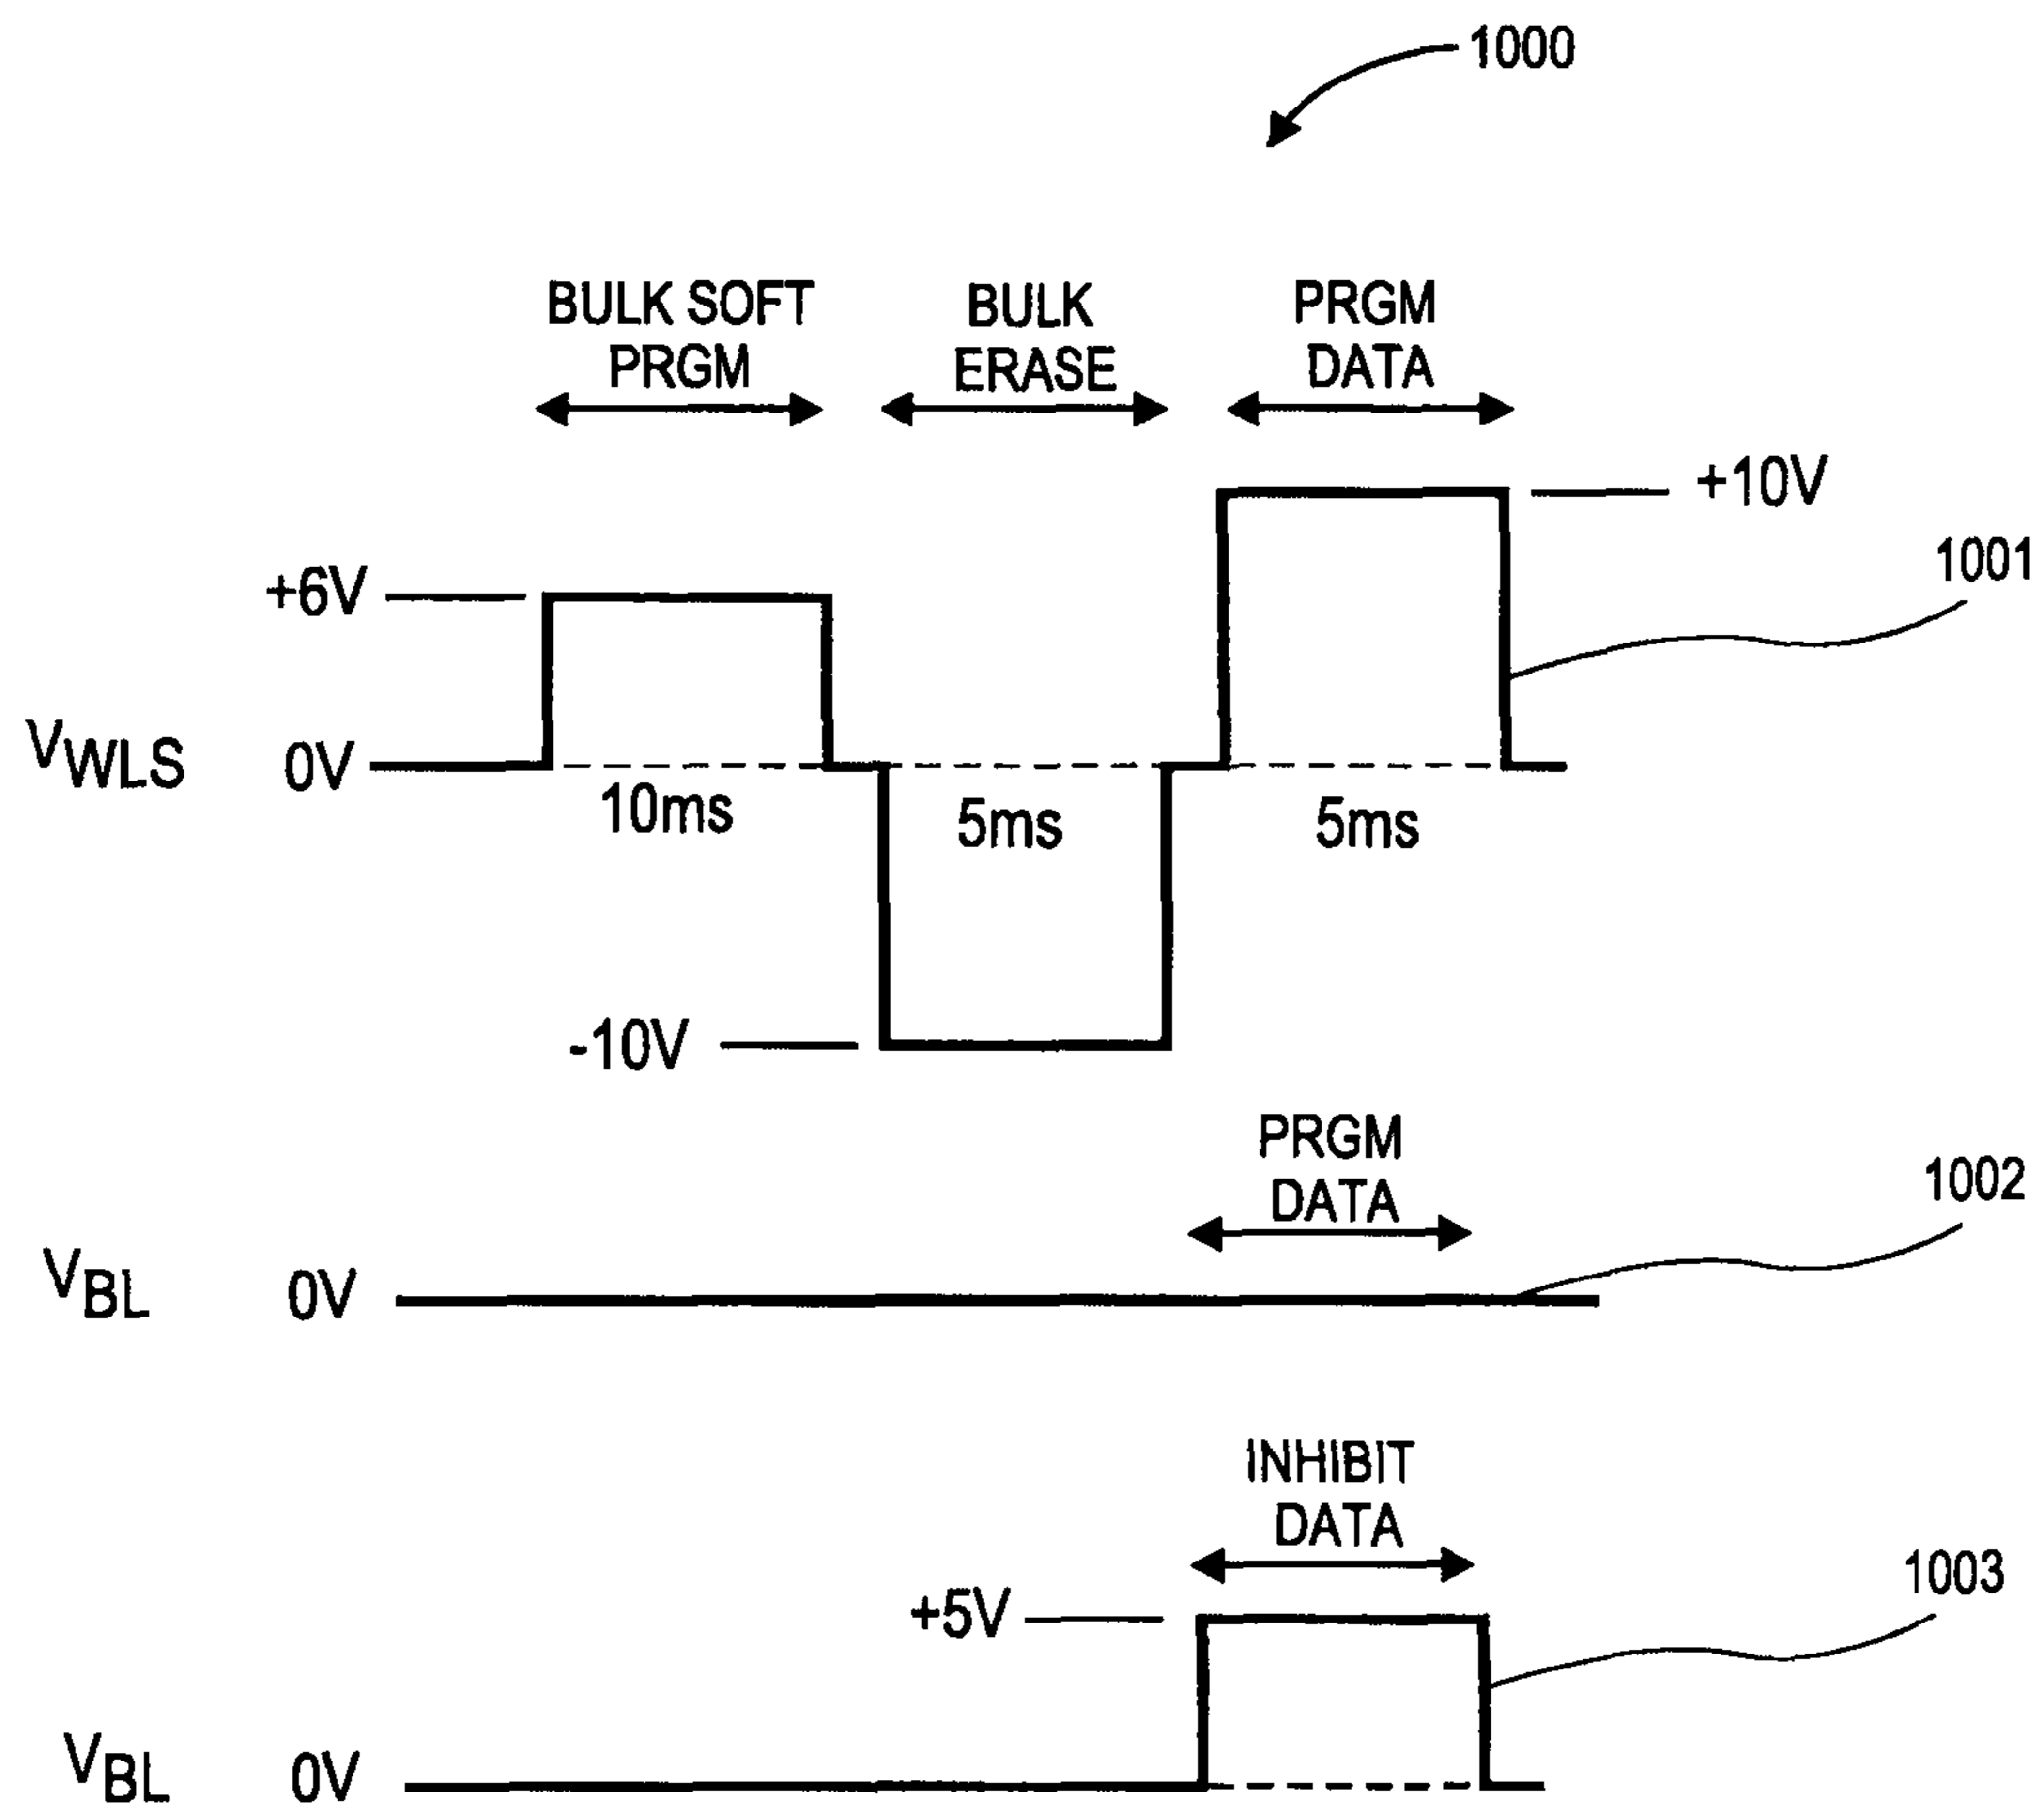 1000
BULK SOFT
PRGM
BULK
ERASE
PRGM
DATA
+10V
1001
+6V
VWLS
0V
10ms
5ms
5ms
-10V
PRGM
DATA
1002
VBL
0V
INHIBIT
DATA
1003
+5V
VBL
0V